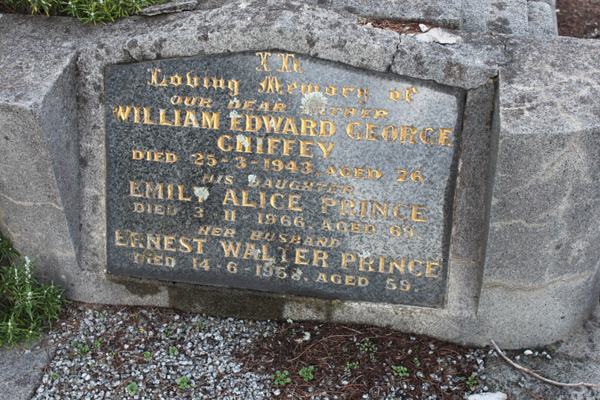 In
Loving Memory of
OUR DEAR FATHER
WILLIAM EDWARD GEORGE
CHIFFEY
DIED 25-3-1943, AGED 76.
HIS DAUGHTER
EMILY ALICE PRINCE
DIED 3 11 1966, AGED 69.
HER HUSBAND
ERNEST WALTER PRINCE
DIED 14-6-1958, AGED 59.